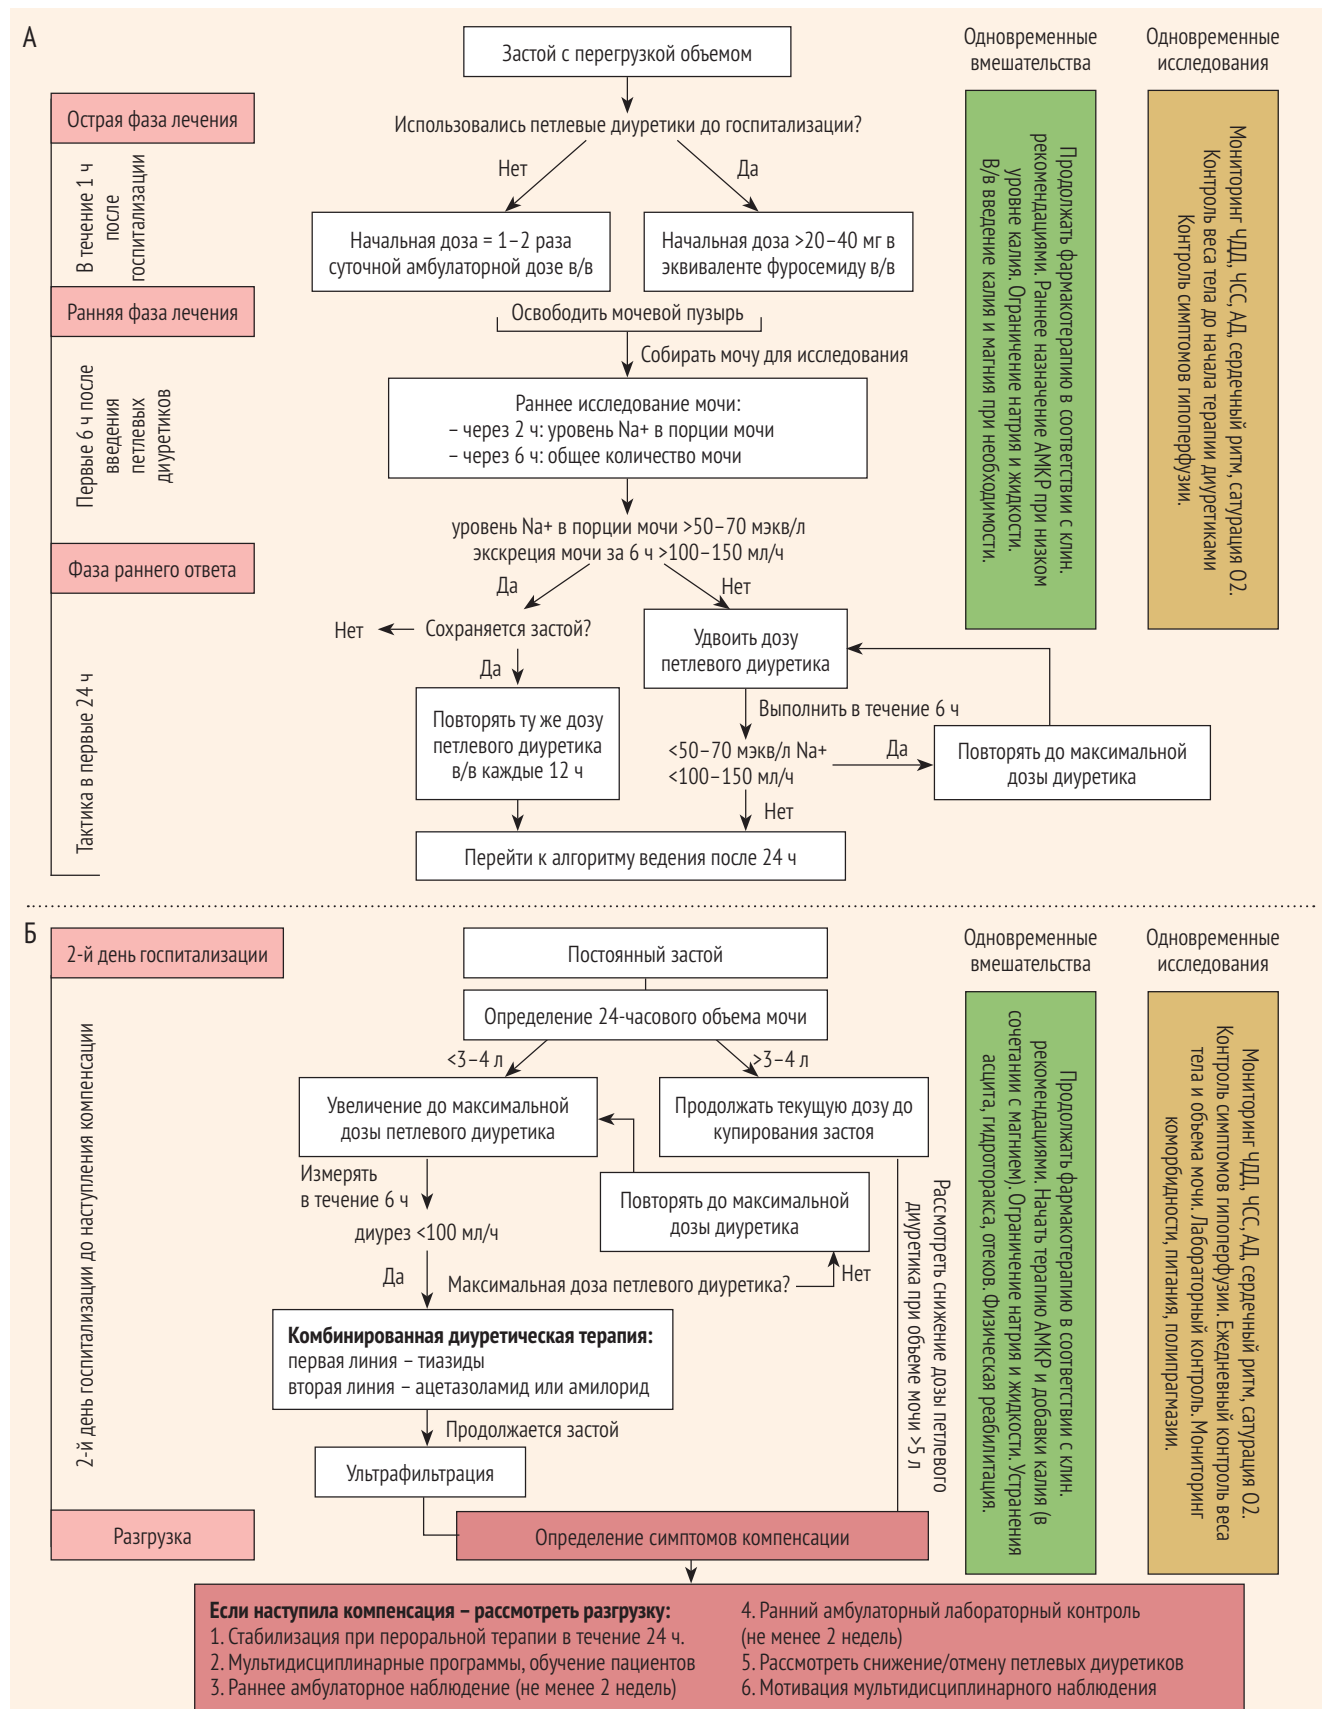 А
Застой с перегрузкой объемом
Одновременные
вмешательства
Одновременные
исследования
Острая фаза лечения
Использовались петлевые диуретики до госпитализации?
Нет
Да
В течение 1 ч
после
госпитализации
Начальная доза = 1–2 раза
суточной амбулаторной дозе в/в
Начальная доза >20–40 мг в
эквиваленте фуросемиду в/в
Продолжать фармакотерапию в соответствии с клин.
рекомендациями. Раннее назначение АМКР при низком
уровне калия. Ограничение натрия и жидкости.
В/в введение калия и магния при необходимости.
Мониторинг ЧДД, ЧСС, АД, сердечный ритм, сатурация О2.
Контроль веса тела до начала терапии диуретиками
Контроль симптомов гипоперфузии.
Ранняя фаза лечения
Освободить мочевой пузырь
Собирать мочу для исследования
Первые 6 ч после
введения
петлевых
диуретиков
Раннее исследование мочи:
– через 2 ч: уровень Na+ в порции мочи
– через 6 ч: общее количество мочи
уровень Na+ в порции мочи >50–70 мэкв/л
экскреция мочи за 6 ч >100–150 мл/ч
Фаза раннего ответа
Да
Нет
Нет
Сохраняется застой?
Удвоить дозу
петлевого диуретика
Да
Тактика в первые 24 ч
Повторять ту же дозу
петлевого диуретика
в/в каждые 12 ч
Выполнить в течение 6 ч
<50–70 мэкв/л Na+
<100–150 мл/ч
Да
Повторять до максимальной
дозы диуретика
Нет
Перейти к алгоритму ведения после 24 ч
Б
2-й день госпитализации
Постоянный застой
Одновременные
вмешательства
Одновременные
исследования
Определение 24-часового объема мочи
<3–4 л
>3–4 л
2-й день госпитализации до наступления компенсации
Увеличение до максимальной
дозы петлевого диуретика
Продолжать текущую дозу до
купирования застоя
Измерять
в течение 6 ч
Повторять до максимальной
дозы диуретика
диурез <100 мл/ч
Да
Максимальная доза петлевого диуретика?
Нет
Рассмотреть снижение дозы петлевого
диуретика при объеме мочи >5 л
Продолжать фармакотерапию в соответствии с клин.
рекомендациями. Начать терапию АМКР и добавки калия (в
сочетании с магнием). Ограничение натрия и жидкости. Устранения
асцита, гидроторакса, отеков. Физическая реабилитация.
Мониторинг ЧДД, ЧСС, АД, сердечный ритм, сатурация О2.
Контроль симптомов гипоперфузии. Ежедневный контроль веса
тела и объема мочи. Лабораторный контроль. Мониторинг
коморбидности, питания, полипрагмазии.
Комбинированная диуретическая терапия:
первая линия – тиазиды
вторая линия – ацетазоламид или амилорид
Продолжается застой
Ультрафильтрация
Разгрузка
Определение симптомов компенсации
Если наступила компенсация – рассмотреть разгрузку:
1. Стабилизация при пероральной терапии в течение 24 ч.
2. Мультидисциплинарные программы, обучение пациентов
3. Раннее амбулаторное наблюдение (не менее 2 недель)
4. Ранний амбулаторный лабораторный контроль
(не менее 2 недель)
5. Рассмотреть снижение/отмену петлевых диуретиков
6. Мотивация мультидисциплинарного наблюдения